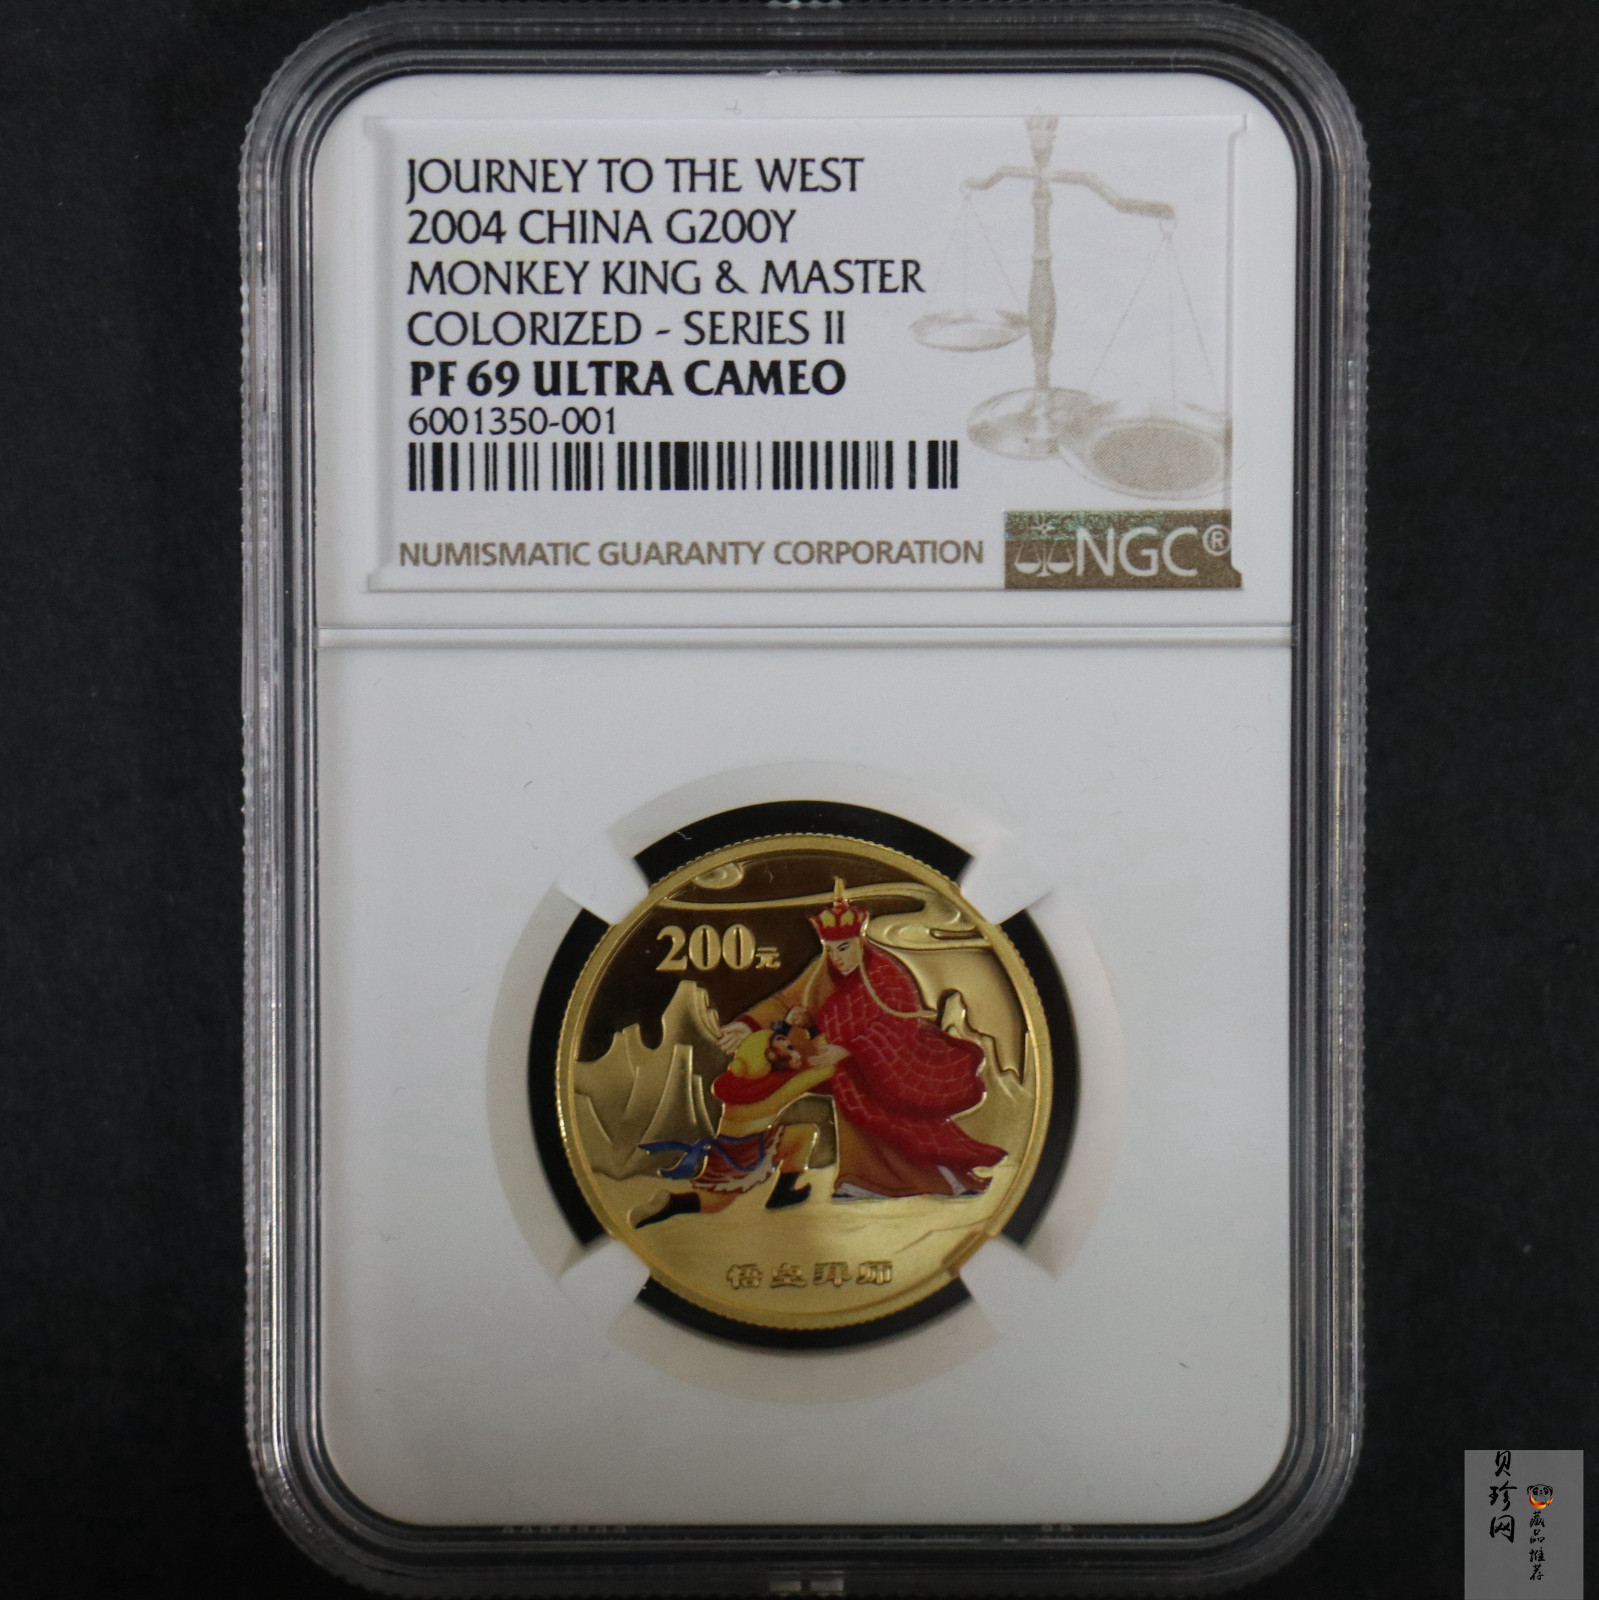 JOURNEY TO THE WEST
2004 CHINA G200Y
MONKEY KING & MASTER
COLORIZED - SERIES II
PF 69 ULTRA CAMEO
6001350-001
NUMISMATIC GUARANTY CORPORATION
NGC®
200元
悟空拜师
贝珍网
藏品推荐